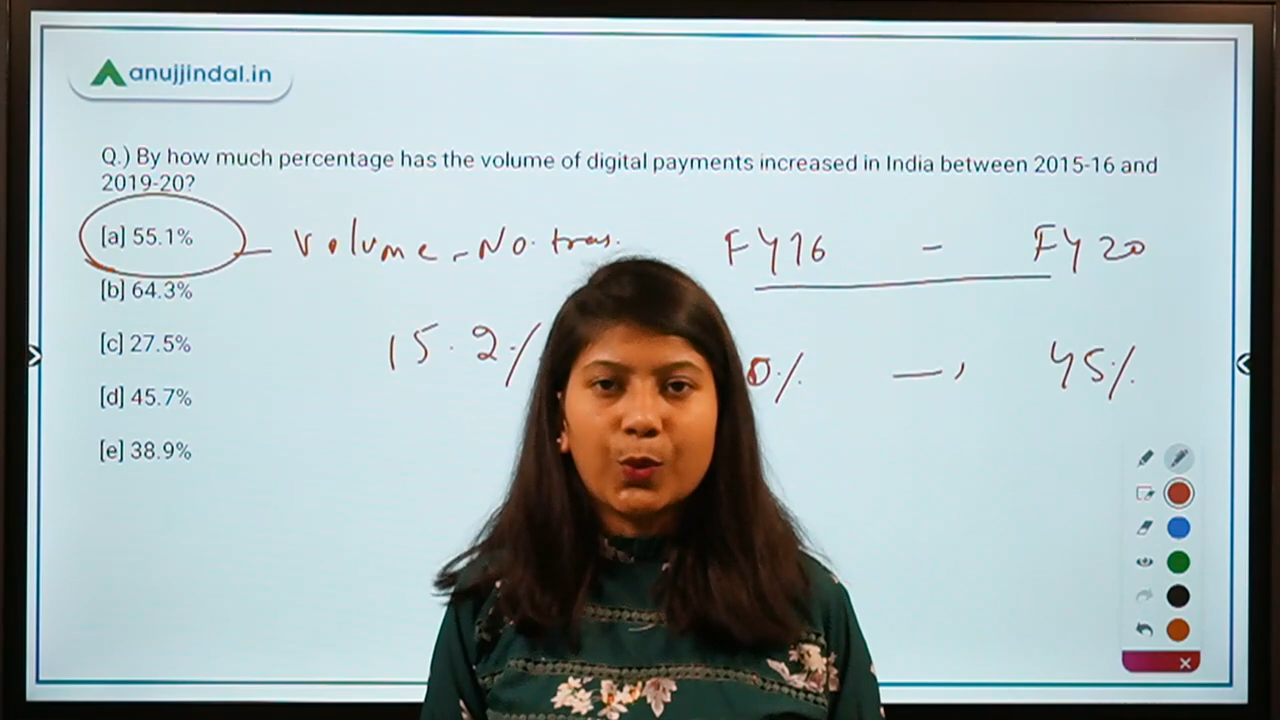 anujjindal.in
Q.) By how much percentage has the volume of digital payments increased in India between 2015-16 and
2019-20?
[a] 55.1%
Volume - No. tras.
FY16 - FY20
[b] 64.3%
[c] 27.5%
15.2%
0% - 45%
[d] 45.7%
[e] 38.9%